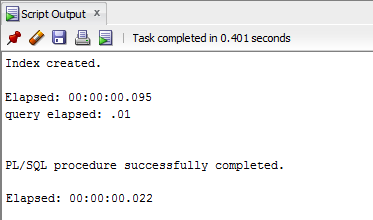 Script Output x
Task completed in 0.401 seconds
Index created.
Elapsed: 00:00:00.095
query elapsed: .01
PL/SQL procedure successfully completed.
Elapsed: 00:00:00.022